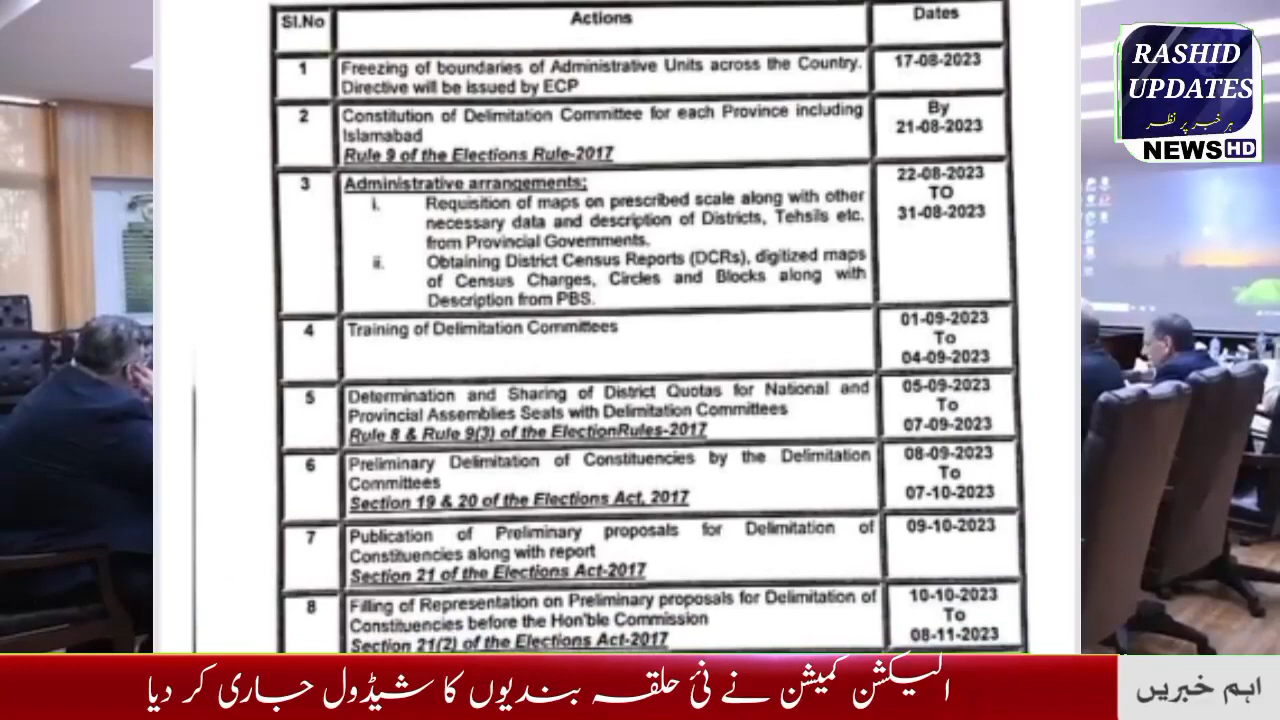 Sl.No Actions Dates
1 Freezing of boundaries of Administrative Units across the Country. 17-08-2023
Directive will be issued by ECP
2 Constitution of Delimitation Committee for each Province including By
Islamabad 21-08-2023
Rule 9 of the Elections Rule-2017
3 Administrative arrangements; 22-08-2023
i. Requisition of maps on prescribed scale along with other TO
necessary data and description of Districts, Tehsils etc. 31-08-2023
from Provincial Governments.
ii. Obtaining District Census Reports (DCRs), digitized maps
of Census Charges, Circles and Blocks along with
Description from PBS.
4 Training of Delimitation Committees 01-09-2023
To
04-09-2023
5 Determination and Sharing of District Quotas for National and 05-09-2023
Provincial Assemblies Seats with Delimitation Committees To
Rule 8 & Rule 9(3) of the ElectionRules-2017 07-09-2023
6 Preliminary Delimitation of Constituencies by the Delimitation 08-09-2023
Committees To
Section 19 & 20 of the Elections Act, 2017 07-10-2023
7 Publication of Preliminary proposals for Delimitation of 09-10-2023
Constituencies along with report
Section 21 of the Elections Act-2017
8 Filling of Representation on Preliminary proposals for Delimitation of 10-10-2023
Constituencies before the Hon'ble Commission To
Section 21(2) of the Elections Act-2017 08-11-2023
RASHID
UPDATES
ہر خبر پر نظر
NEWS HD
الیکشن کمیشن نے نئی حلقہ بندیوں کا شیڈول جاری کر دیا
اہم خبریں